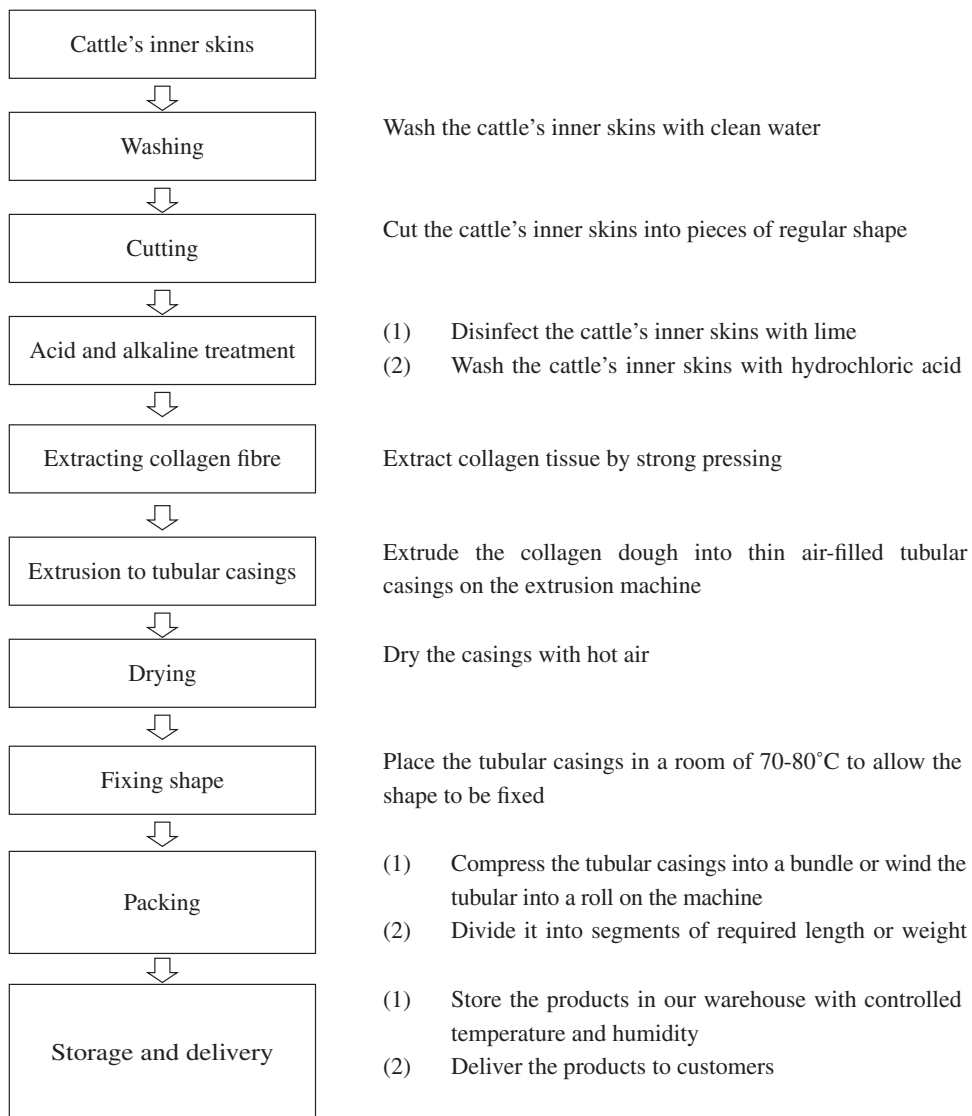 Cattle's inner skins
Washing
Wash the cattle's inner skins with clean water
Cutting
Cut the cattle's inner skins into pieces of regular shape
Acid and alkaline treatment
(1) Disinfect the cattle's inner skins with lime
(2) Wash the cattle's inner skins with hydrochloric acid
Extracting collagen fibre
Extract collagen tissue by strong pressing
Extrusion to tubular casings
Extrude the collagen dough into thin air-filled tubular
casings on the extrusion machine
Drying
Dry the casings with hot air
Fixing shape
Place the tubular casings in a room of 70-80˚C to allow the
shape to be fixed
Packing
(1) Compress the tubular casings into a bundle or wind the
tubular into a roll on the machine
(2) Divide it into segments of required length or weight
Storage and delivery
(1) Store the products in our warehouse with controlled
temperature and humidity
(2) Deliver the products to customers